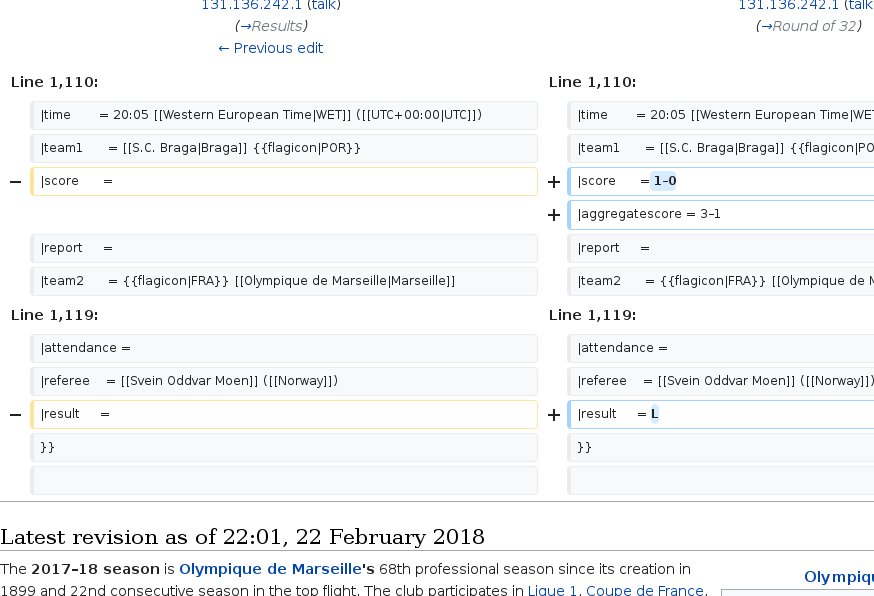 131.136.242.1 (talk)
(→Results)
← Previous edit
131.136.242.1 (talk
(→Round of 32)
Line 1,110:
Line 1,110:
|time = 20:05 [[Western European Time|WET]] ([[UTC+00:00|UTC]])
|time = 20:05 [[Western European Time|WE
|team1 = [[S.C. Braga|Braga]] {{flagicon|POR}}
|team1 = [[S.C. Braga|Braga]] {{flagicon|PO
− |score =
+ |score = 1–0
+ |aggregatescore = 3–1
|report =
|report =
|team2 = {{flagicon|FRA}} [[Olympique de Marseille|Marseille]]
|team2 = {{flagicon|FRA}} [[Olympique de M
Line 1,119:
Line 1,119:
|attendance =
|attendance =
|referee = [[Svein Oddvar Moen]] ([[Norway]])
|referee = [[Svein Oddvar Moen]] ([[Norway]])
− |result =
+ |result = L
}}
}}
Latest revision as of 22:01, 22 February 2018
The 2017–18 season is Olympique de Marseille's 68th professional season since its creation in
1899 and 22nd consecutive season in the top flight. The club participates in Ligue 1, Coupe de France,
Olympiq